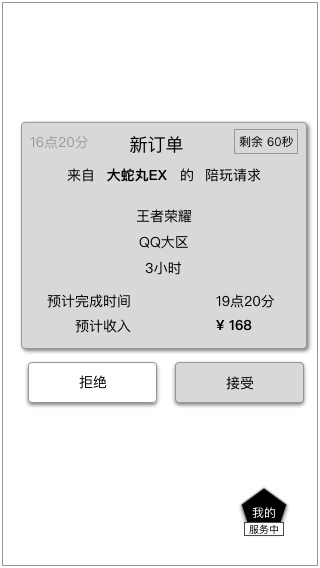 16点20分 新订单 剩余 60秒
来自 大蛇丸EX 的 陪玩请求
王者荣耀
QQ大区
3小时
预计完成时间 19点20分
预计收入 ¥ 168
拒绝 接受
我的
服务中